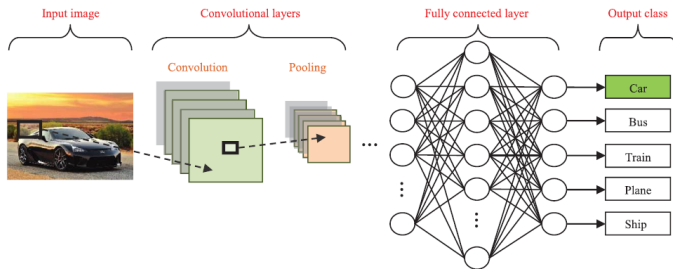 Input image
Convolutional layers
Fully connected layer
Output class
Convolution
Pooling
Car
Bus
Train
Plane
Ship